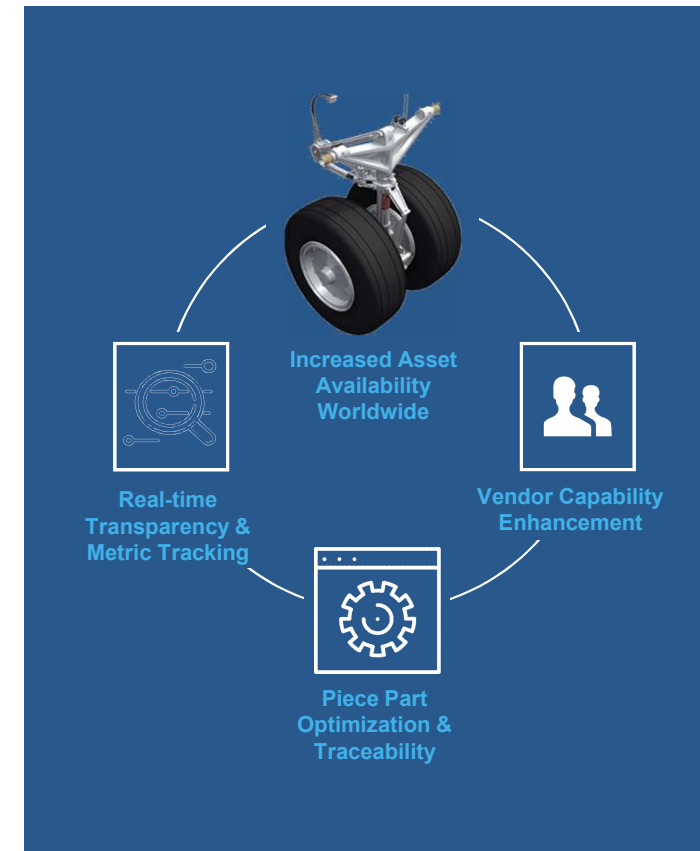 Increased Asset
Availability
Worldwide
Real-time
Transparency &
Metric Tracking
Vendor Capability
Enhancement
Piece Part
Optimization &
Traceability